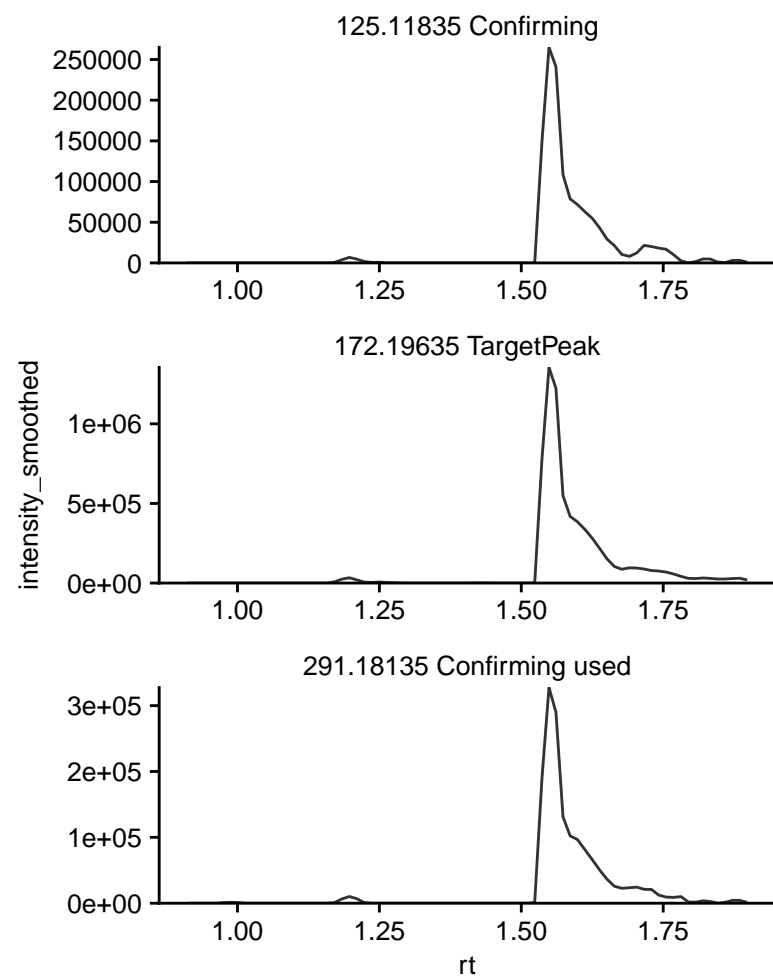 125.11835 Confirming
250000
200000
150000
100000
50000
0
1.00 1.25 1.50 1.75
172.19635 TargetPeak
intensity_smoothed
1e+06
5e+05
0e+00
1.00 1.25 1.50 1.75
291.18135 Confirming used
3e+05
2e+05
1e+05
0e+00
1.00 1.25 1.50 1.75
rt